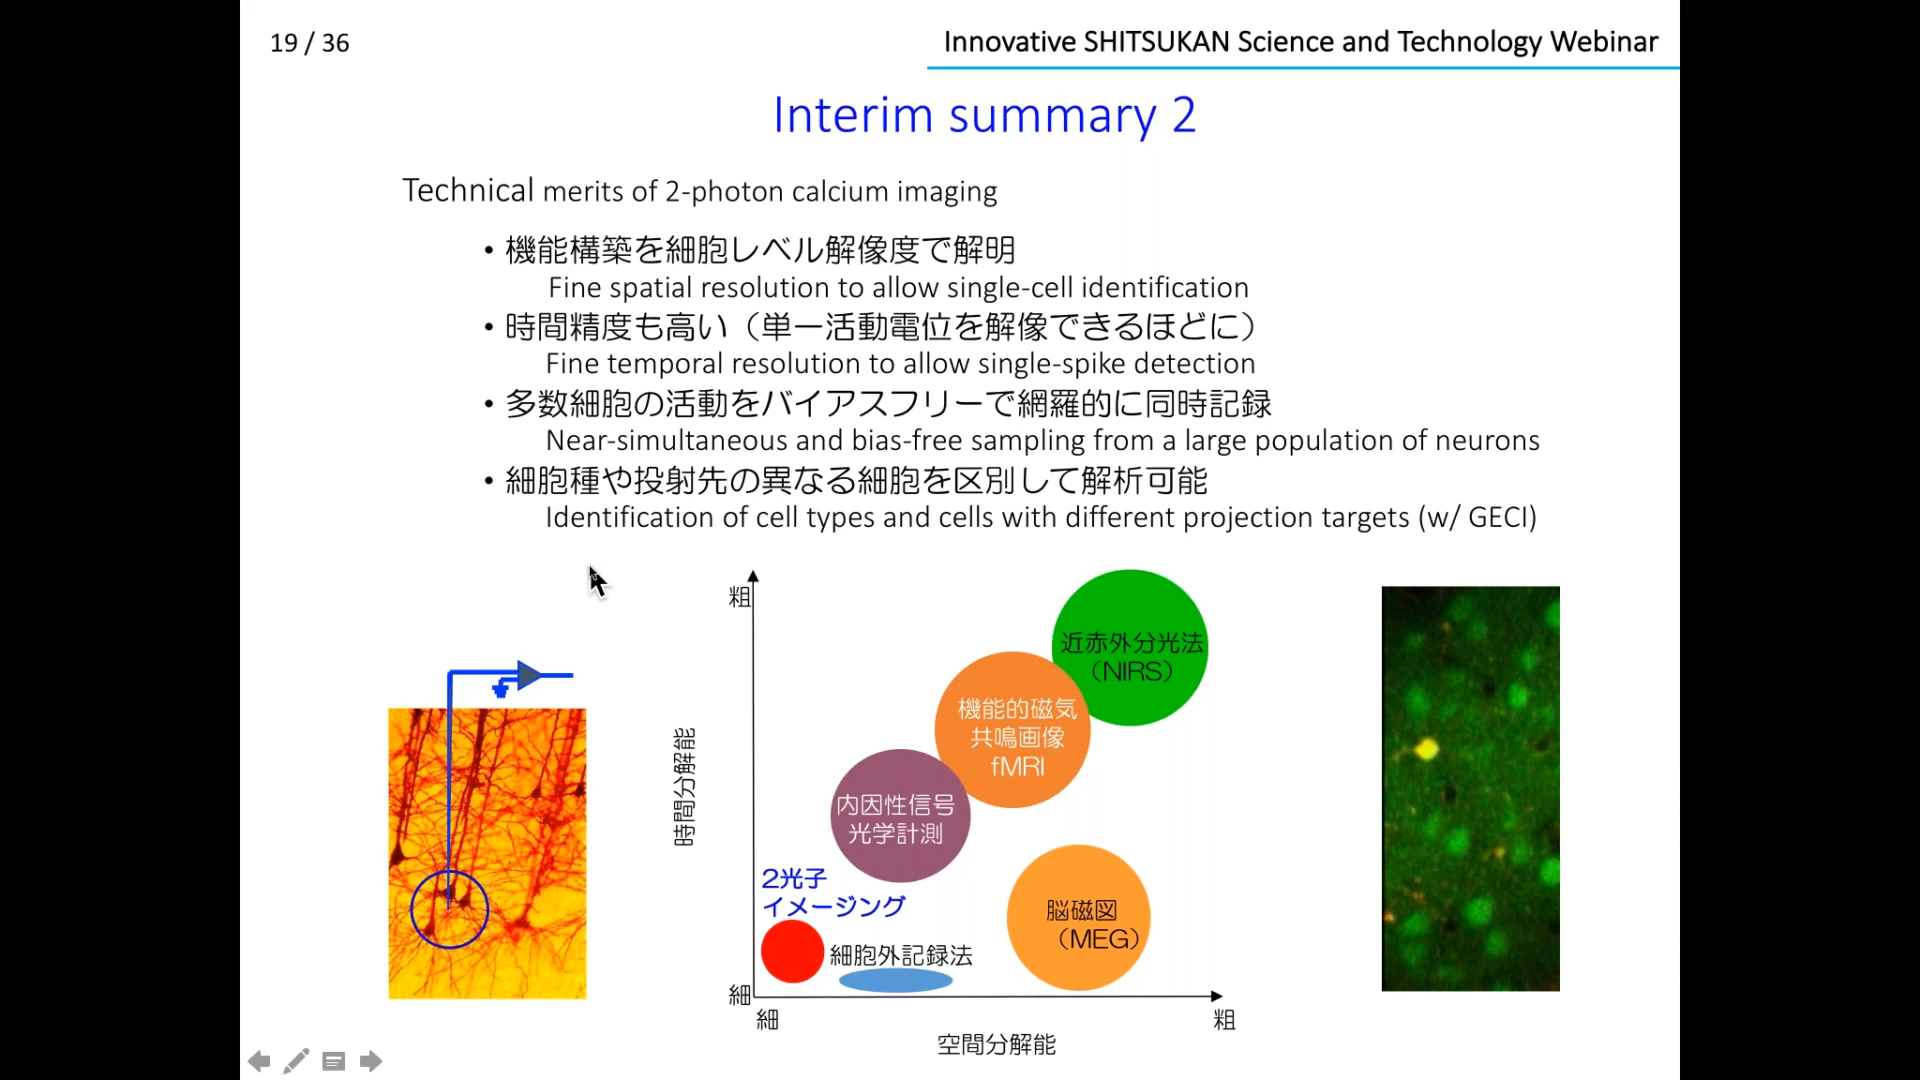 19 / 36
Innovative SHITSUKAN Science and Technology Webinar
Interim summary 2
Technical merits of 2-photon calcium imaging
• 機能構築を細胞レベル解像度で解明
Fine spatial resolution to allow single-cell identification
• 時間精度も高い（単一活動電位を解像できるほどに）
Fine temporal resolution to allow single-spike detection
• 多数細胞の活動をバイアスフリーで網羅的に同時記録
Near-simultaneous and bias-free sampling from a large population of neurons
• 細胞種や投射先の異なる細胞を区別して解析可能
Identification of cell types and cells with different projection targets (w/ GECI)
粗
近赤外分光法
（NIRS）
機能的磁気
共鳴画像
fMRI
時間分解能
内因性信号
光学計測
2光子
イメージング
脳磁図
（MEG）
細胞外記録法
細
細
粗
空間分解能